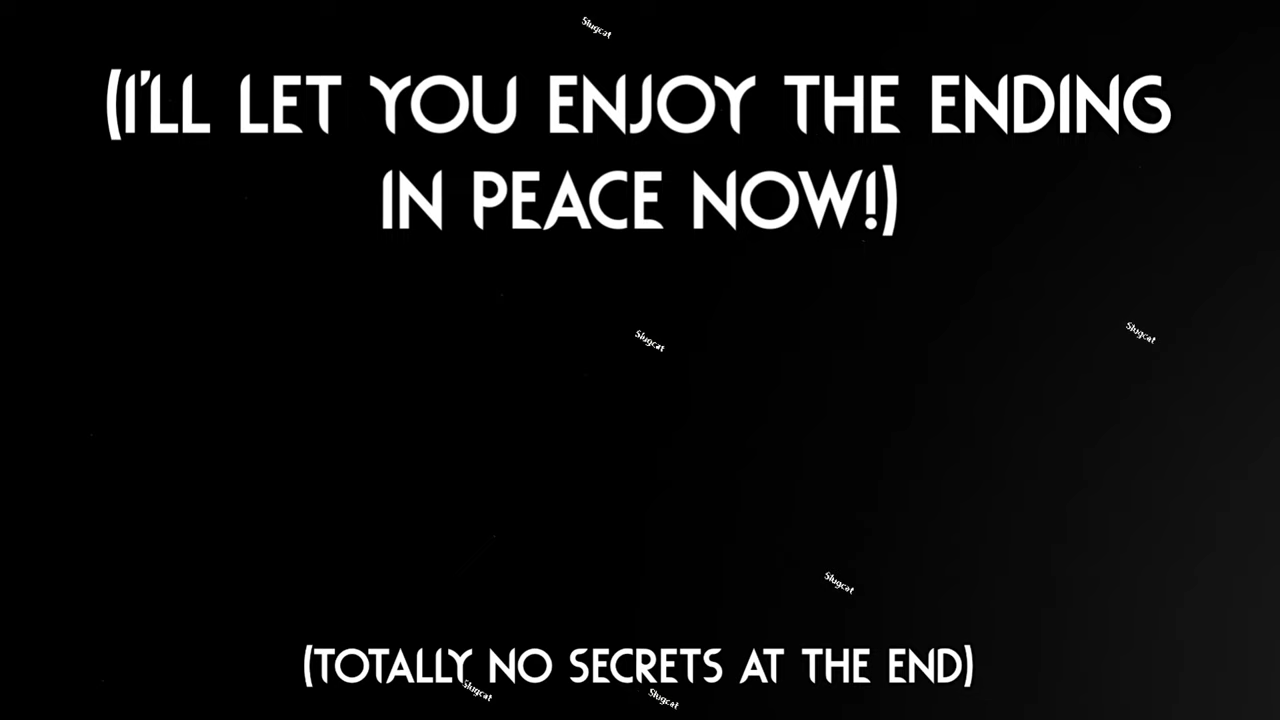 Slugcat
(I'LL LET YOU ENJOY THE ENDING
IN PEACE NOW!)
Slugcat
Slugcat
Slugcat
(TOTALLY NO SECRETS AT THE END)
Slugcat
Slugcat